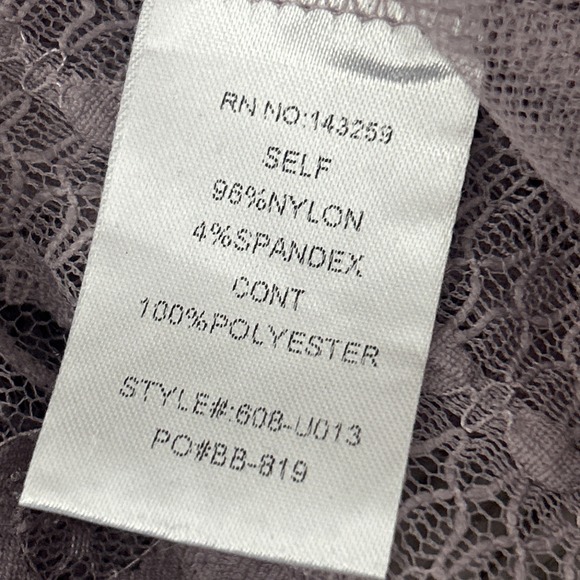 RN NO:143259
SELF
96%NYLON
4%SPANDEX
CONT
100%POLYESTER
STYLE#:608-U013
PO#BB-819